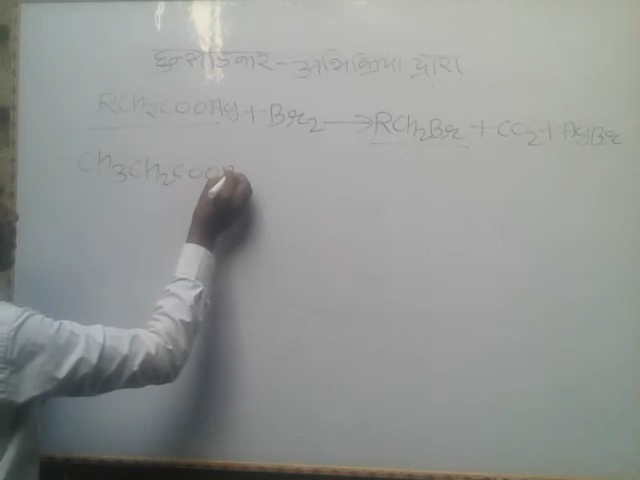 हुन्सडिकर - अभिक्रिया द्वारा
RCH2COOAg + Br2 → RCH2Br + CO2 + AgBr
CH3CH2COO